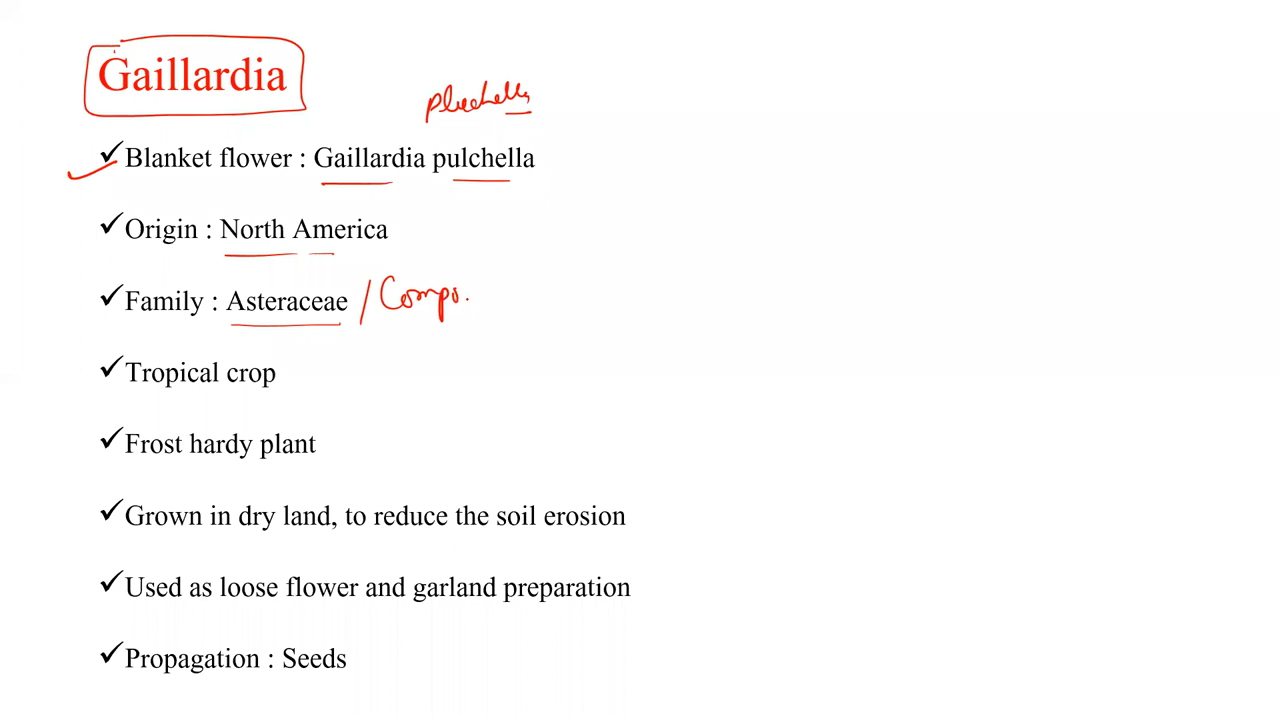 Gaillardia
pluchella
✓Blanket flower : Gaillardia pulchella
✓Origin : North America
✓Family : Asteraceae / Compo.
✓Tropical crop
✓Frost hardy plant
✓Grown in dry land, to reduce the soil erosion
✓Used as loose flower and garland preparation
✓Propagation : Seeds